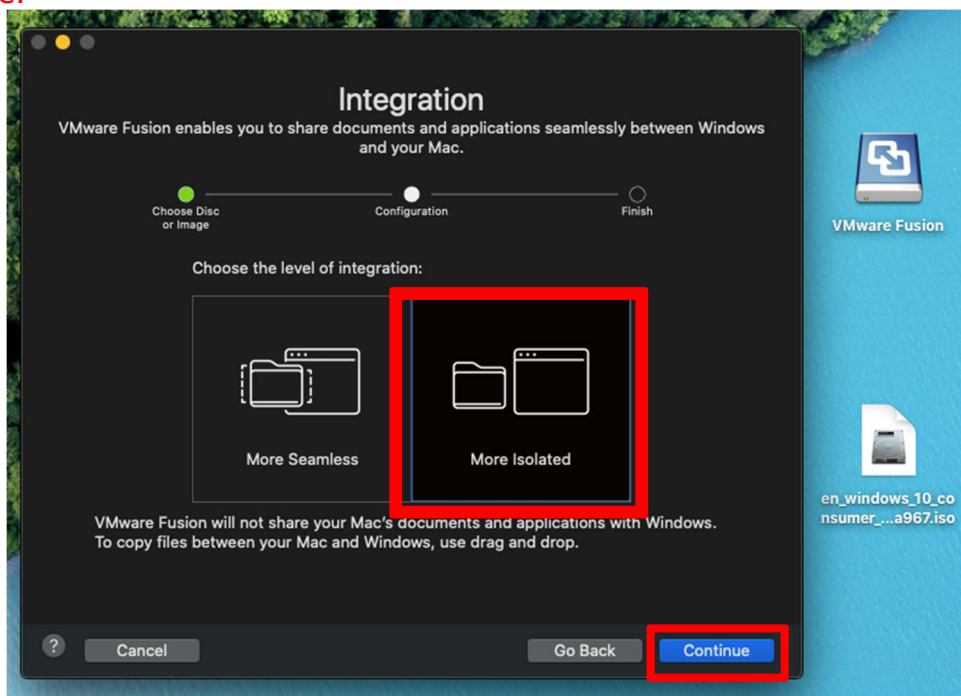 Integration
VMware Fusion enables you to share documents and applications seamlessly between Windows
and your Mac.
Choose Disc
or Image
Configuration
Finish
VMware Fusion
Choose the level of integration:
More Seamless
More Isolated
en_windows_10_co
nsumer_...a967.iso
VMware Fusion will not share your Mac's documents and applications with Windows.
To copy files between your Mac and Windows, use drag and drop.
?
Cancel
Go Back
Continue